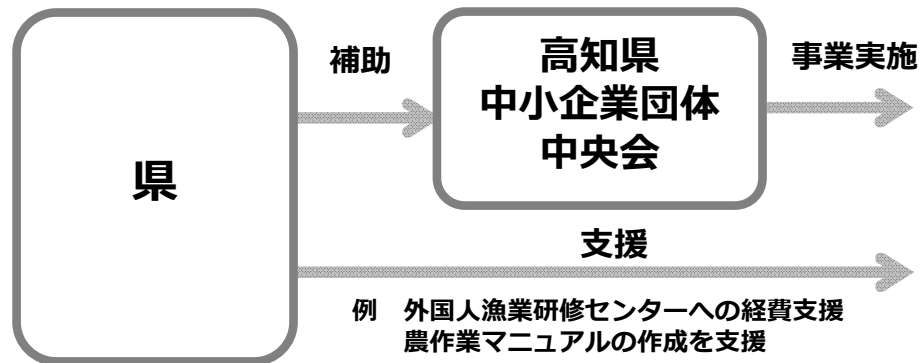 県
補助
高知県
中小企業団体
中央会
事業実施
支援
例 外国人漁業研修センターへの経費支援
農作業マニュアルの作成を支援